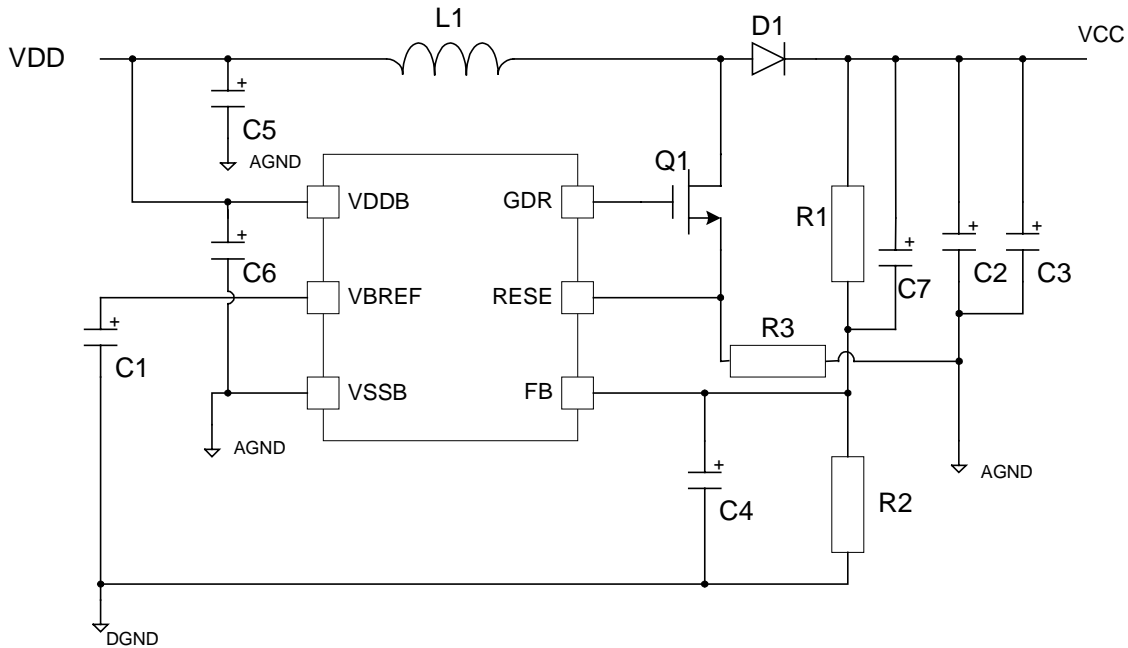 L1
D1
VCC
VDD
+
C5
AGND
Q1
VDDB
GDR
R1
+
C6
+
C7
+
C2
+
C3
VBREF
RESE
+
C1
R3
VSSB
FB
AGND
+
C4
R2
AGND
DGND